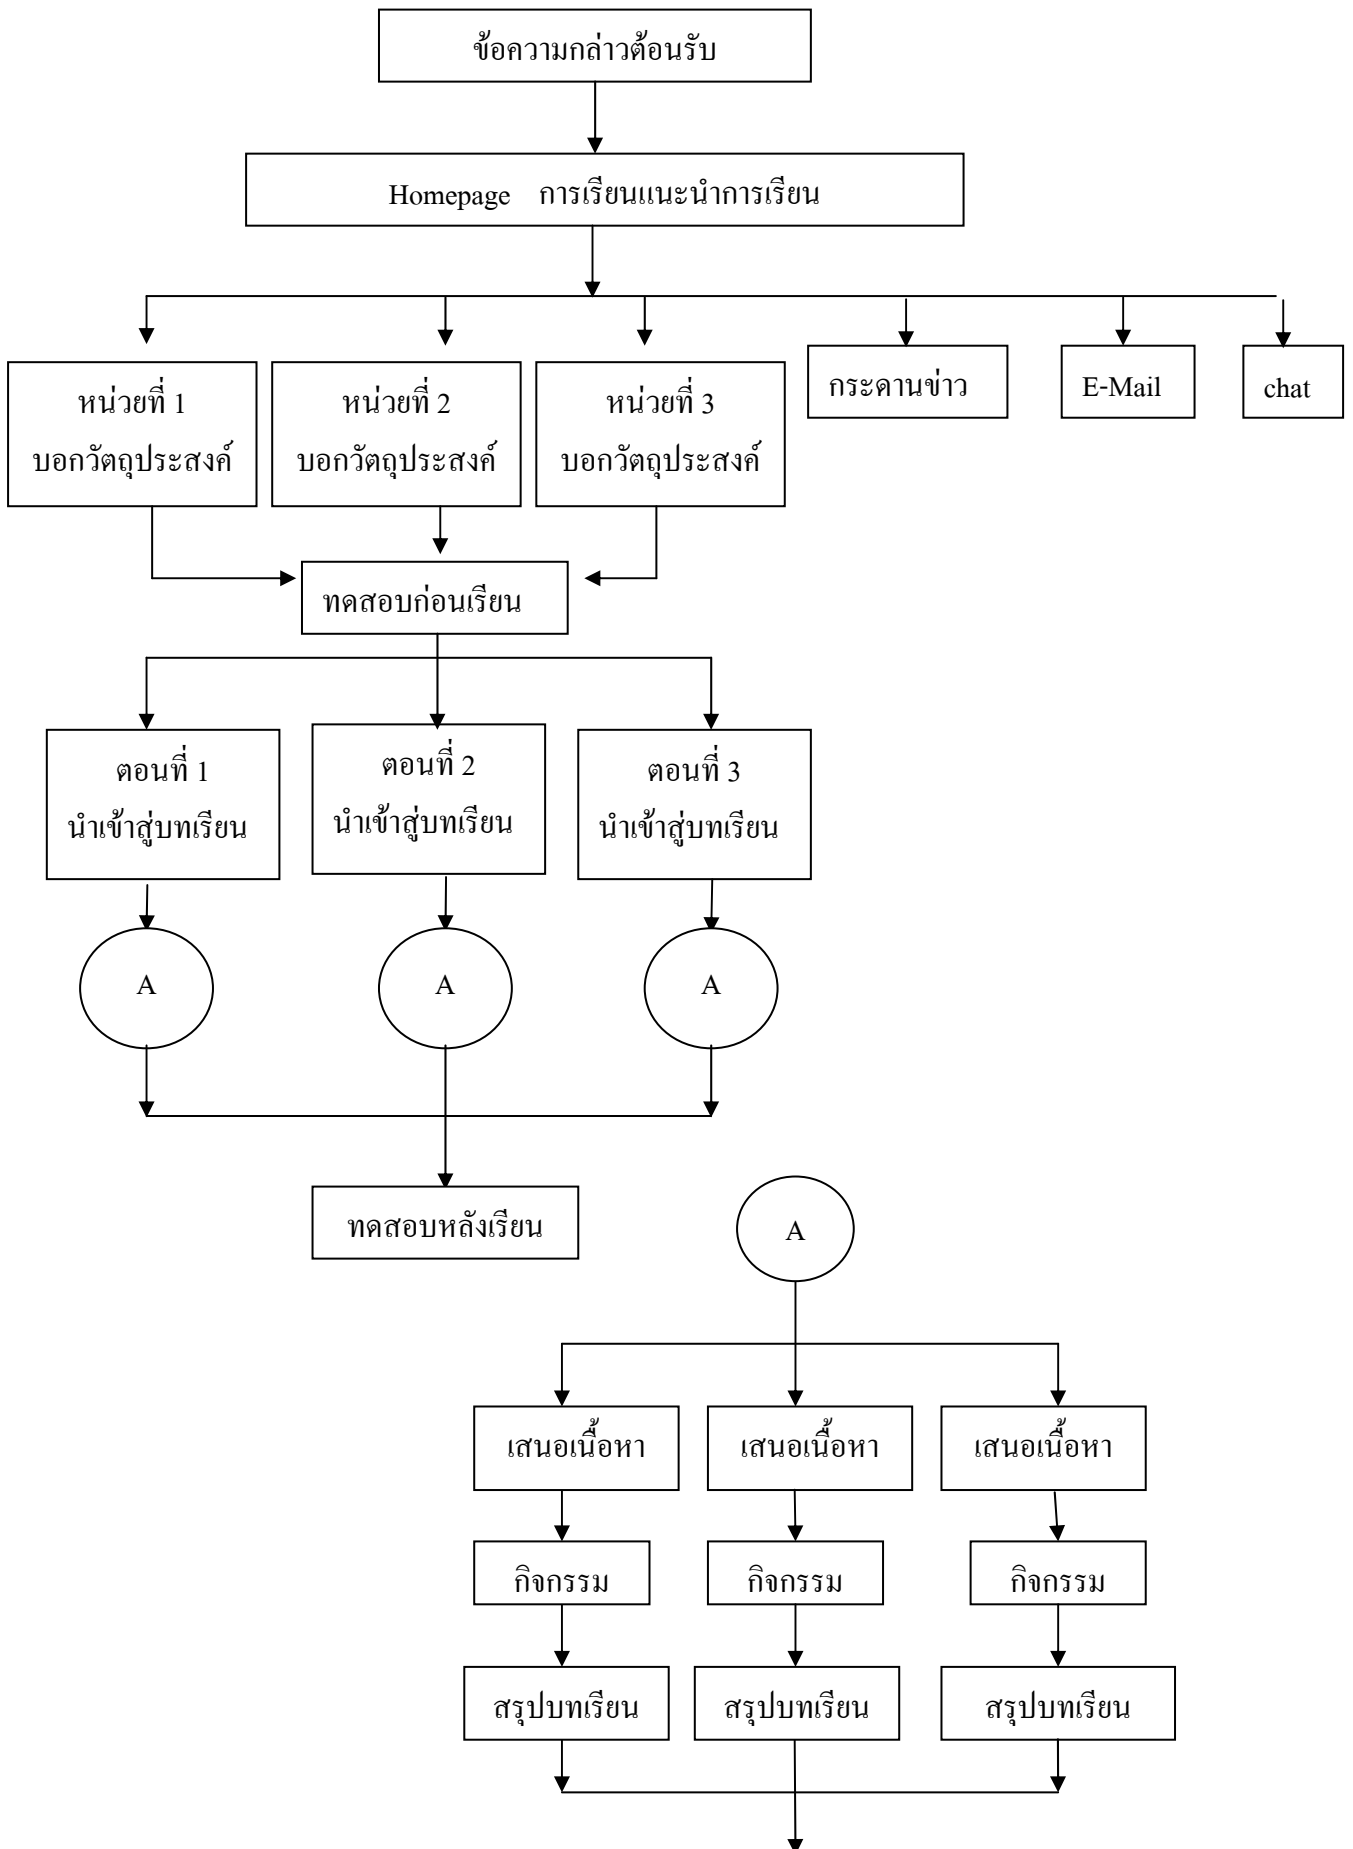 ข้อความกล่าวต้อนรับ
Homepage การเรียนแนะนำการเรียน
หน่วยที่ 1
บอกวัตถุประสงค์
หน่วยที่ 2
บอกวัตถุประสงค์
หน่วยที่ 3
บอกวัตถุประสงค์
กระดานข่าว
E-Mail
chat
ทดสอบก่อนเรียน
ตอนที่ 1
นำเข้าสู่บทเรียน
ตอนที่ 2
นำเข้าสู่บทเรียน
ตอนที่ 3
นำเข้าสู่บทเรียน
A
A
A
ทดสอบหลังเรียน
A
เสนอเนื้อหา
เสนอเนื้อหา
เสนอเนื้อหา
กิจกรรม
กิจกรรม
กิจกรรม
สรุปบทเรียน
สรุปบทเรียน
สรุปบทเรียน